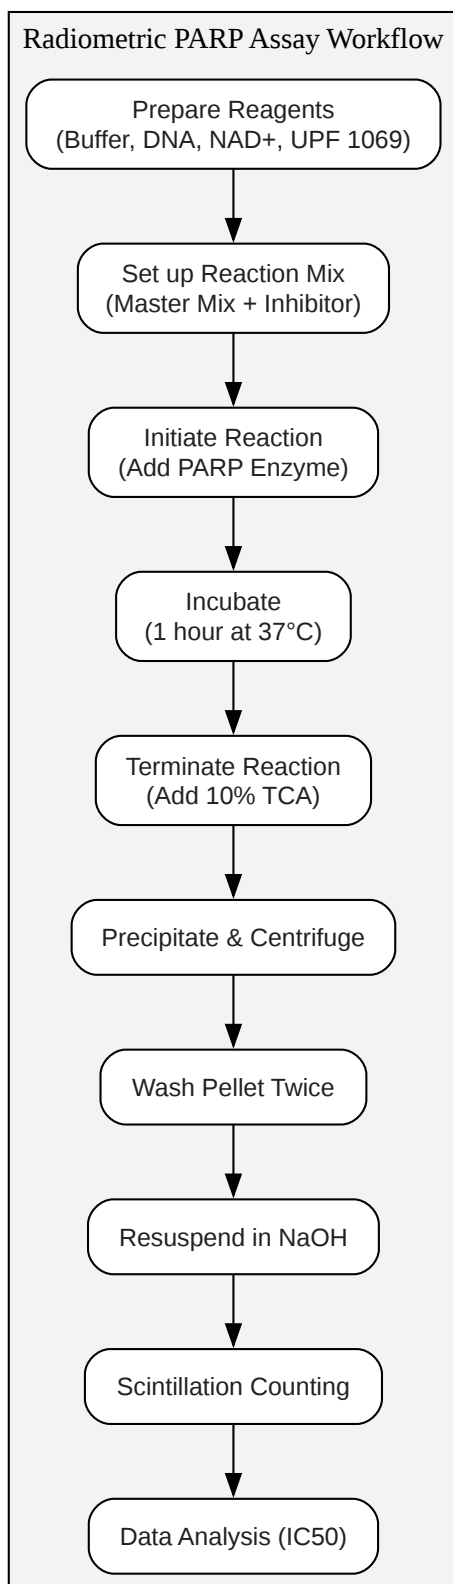 Radiometric PARP Assay Workflow
Prepare Reagents
(Buffer, DNA, NAD+, UPF 1069)
Set up Reaction Mix
(Master Mix + Inhibitor)
Initiate Reaction
(Add PARP Enzyme)
Incubate
(1 hour at 37°C)
Terminate Reaction
(Add 10% TCA)
Precipitate & Centrifuge
Wash Pellet Twice
Resuspend in NaOH
Scintillation Counting
Data Analysis (IC50)